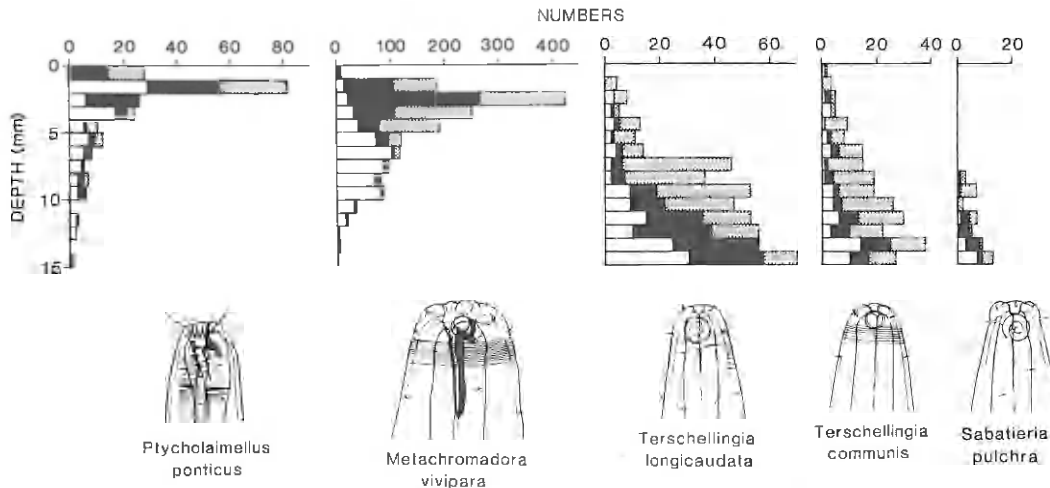 NUMBERS
0 20 40 60 80
0 100 200 300 400
0 20 40 60
0 20 40
0 20
DEPTH (mm)
0
5
10
15
Ptycholaimellus
ponticus
Metachromadora
vivipara
Terschellingia
longicaudata
Terschellingia
communis
Sabatieria
pulchra